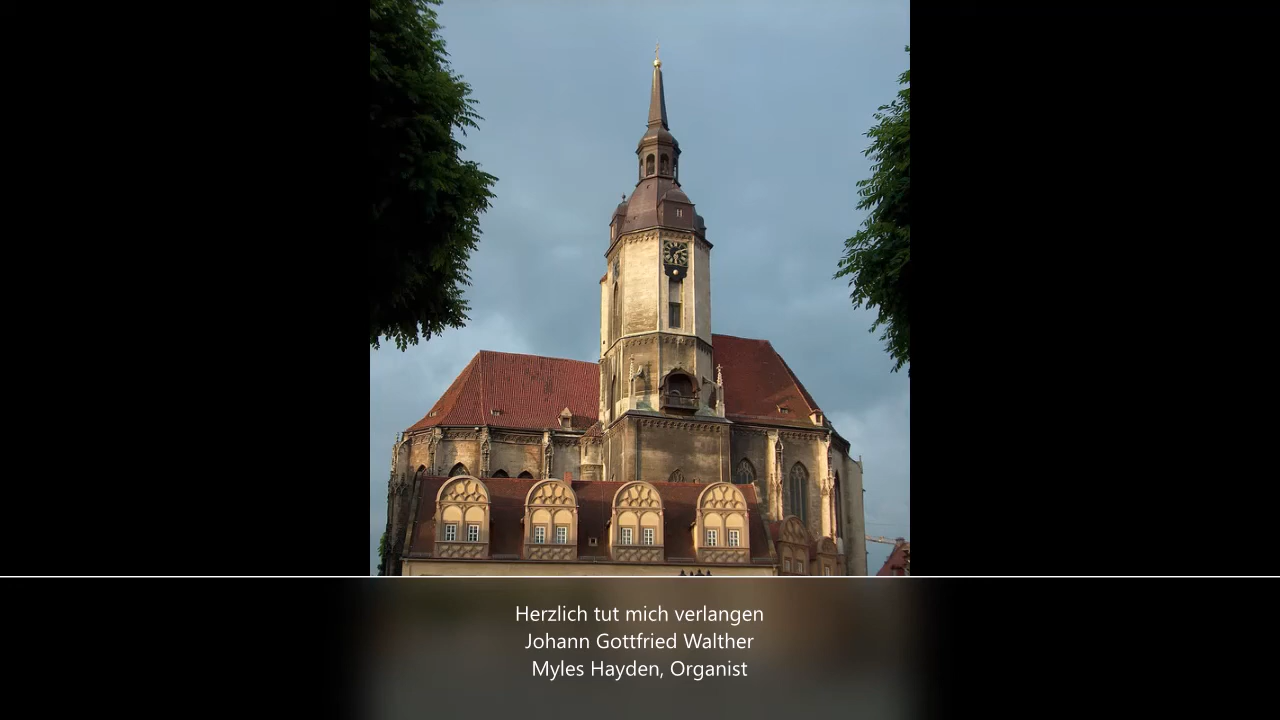 Herzlich tut mich verlangen
Johann Gottfried Walther
Myles Hayden, Organist